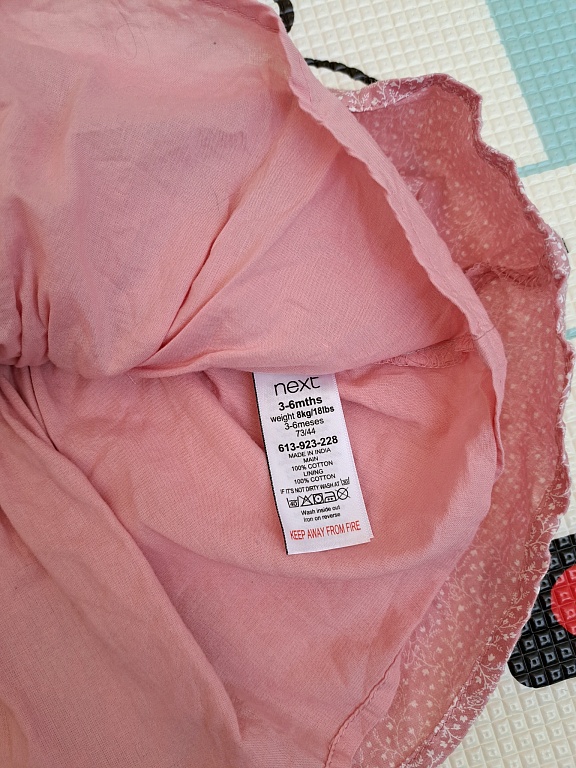 next
3-6mths
weight 8kg/18lbs
3-6meses
73/44
613-923-228
MADE IN INDIA
MAIN
100% COTTON
LINING
100% COTTON
IF IT'S NOT DIRTY WASH AT 30°
40
Wash inside out
iron on reverse
KEEP AWAY FROM FIRE